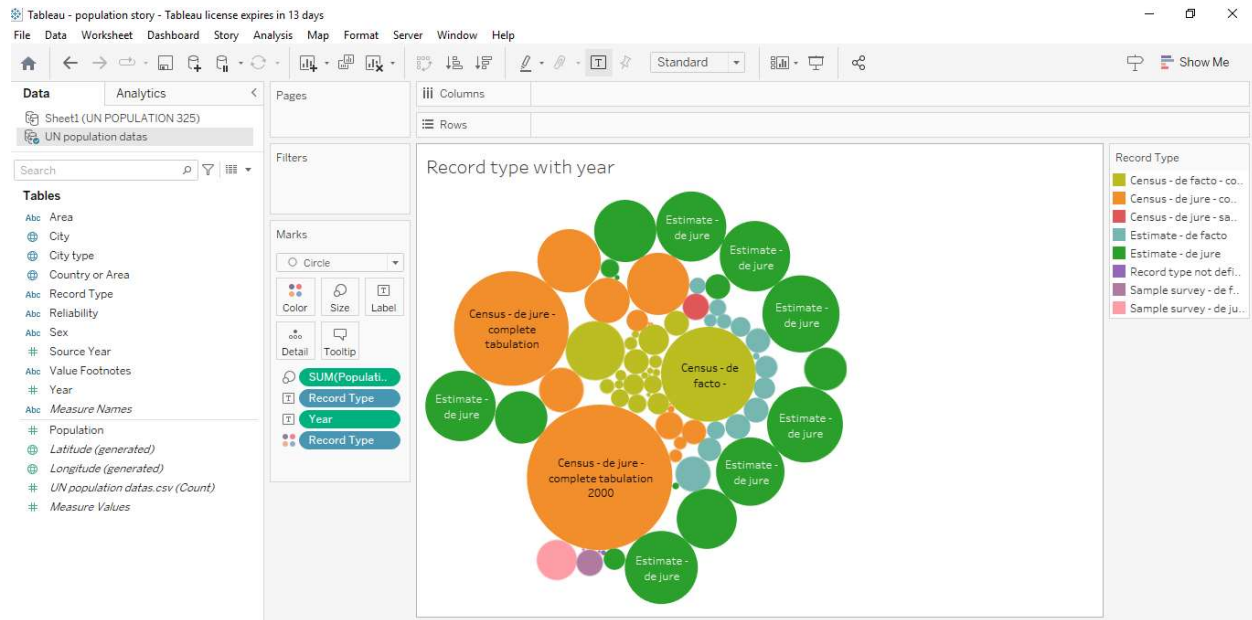 Tableau - population story - Tableau license expires in 13 days
File Data Worksheet Dashboard Story Analysis Map Format Server Window Help
Standard
Show Me
Data Analytics
Sheet1 (UN POPULATION 325)
UN population datas
Search
Tables
Abc Area
City
City type
Country or Area
Abc Record Type
Abc Reliability
Abc Sex
# Source Year
Abc Value Footnotes
# Year
Abc Measure Names
# Population
Latitude (generated)
Longitude (generated)
# UN population datas.csv (Count)
# Measure Values
Pages
Filters
Marks
Circle
Color Size Label
Detail Tooltip
SUM(Populati..
Record Type
Year
Record Type
Columns
Rows
Record type with year
Estimate -
de jure
Estimate -
de jure
Estimate -
de jure
Census - de jure -
complete
tabulation
Census - de
facto -
Estimate -
de jure
Estimate -
de jure
Census - de jure -
complete tabulation
2000
Estimate -
de jure
Estimate -
de jure
Record Type
Census - de facto - co..
Census - de jure - co..
Census - de jure - sa..
Estimate - de facto
Estimate - de jure
Record type not defi..
Sample survey - de f..
Sample survey - de ju..